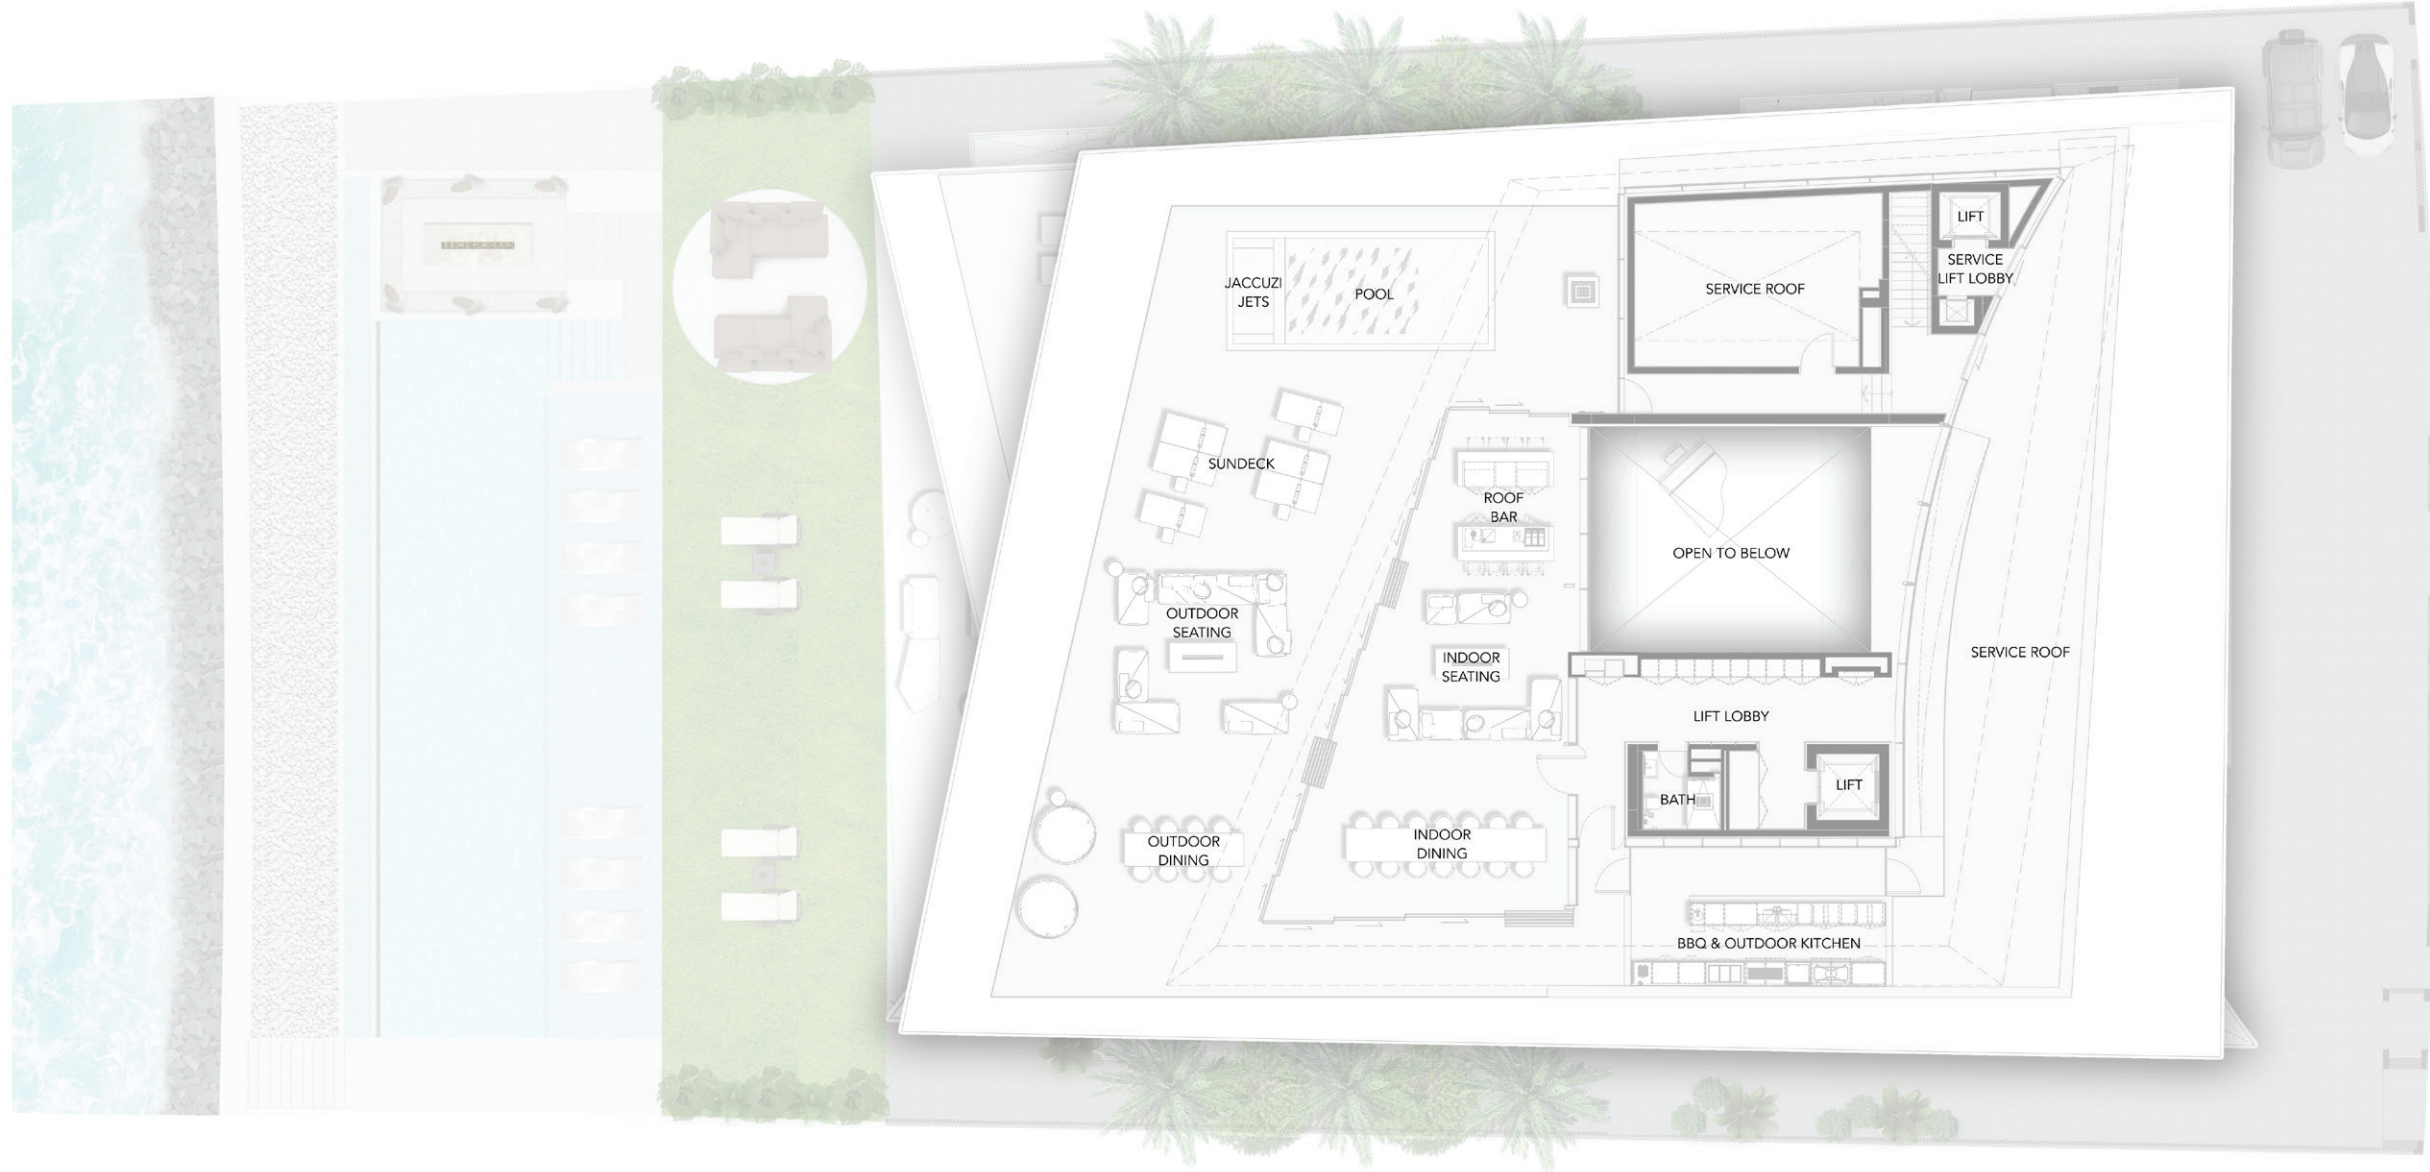 LIFT
SERVICE
LIFT LOBBY
JACCUZI
JETS
POOL
SERVICE ROOF
SUNDECK
ROOF
BAR
OPEN TO BELOW
OUTDOOR
SEATING
INDOOR
SEATING
SERVICE ROOF
LIFT LOBBY
BATH
LIFT
OUTDOOR
DINING
INDOOR
DINING
BBQ & OUTDOOR KITCHEN